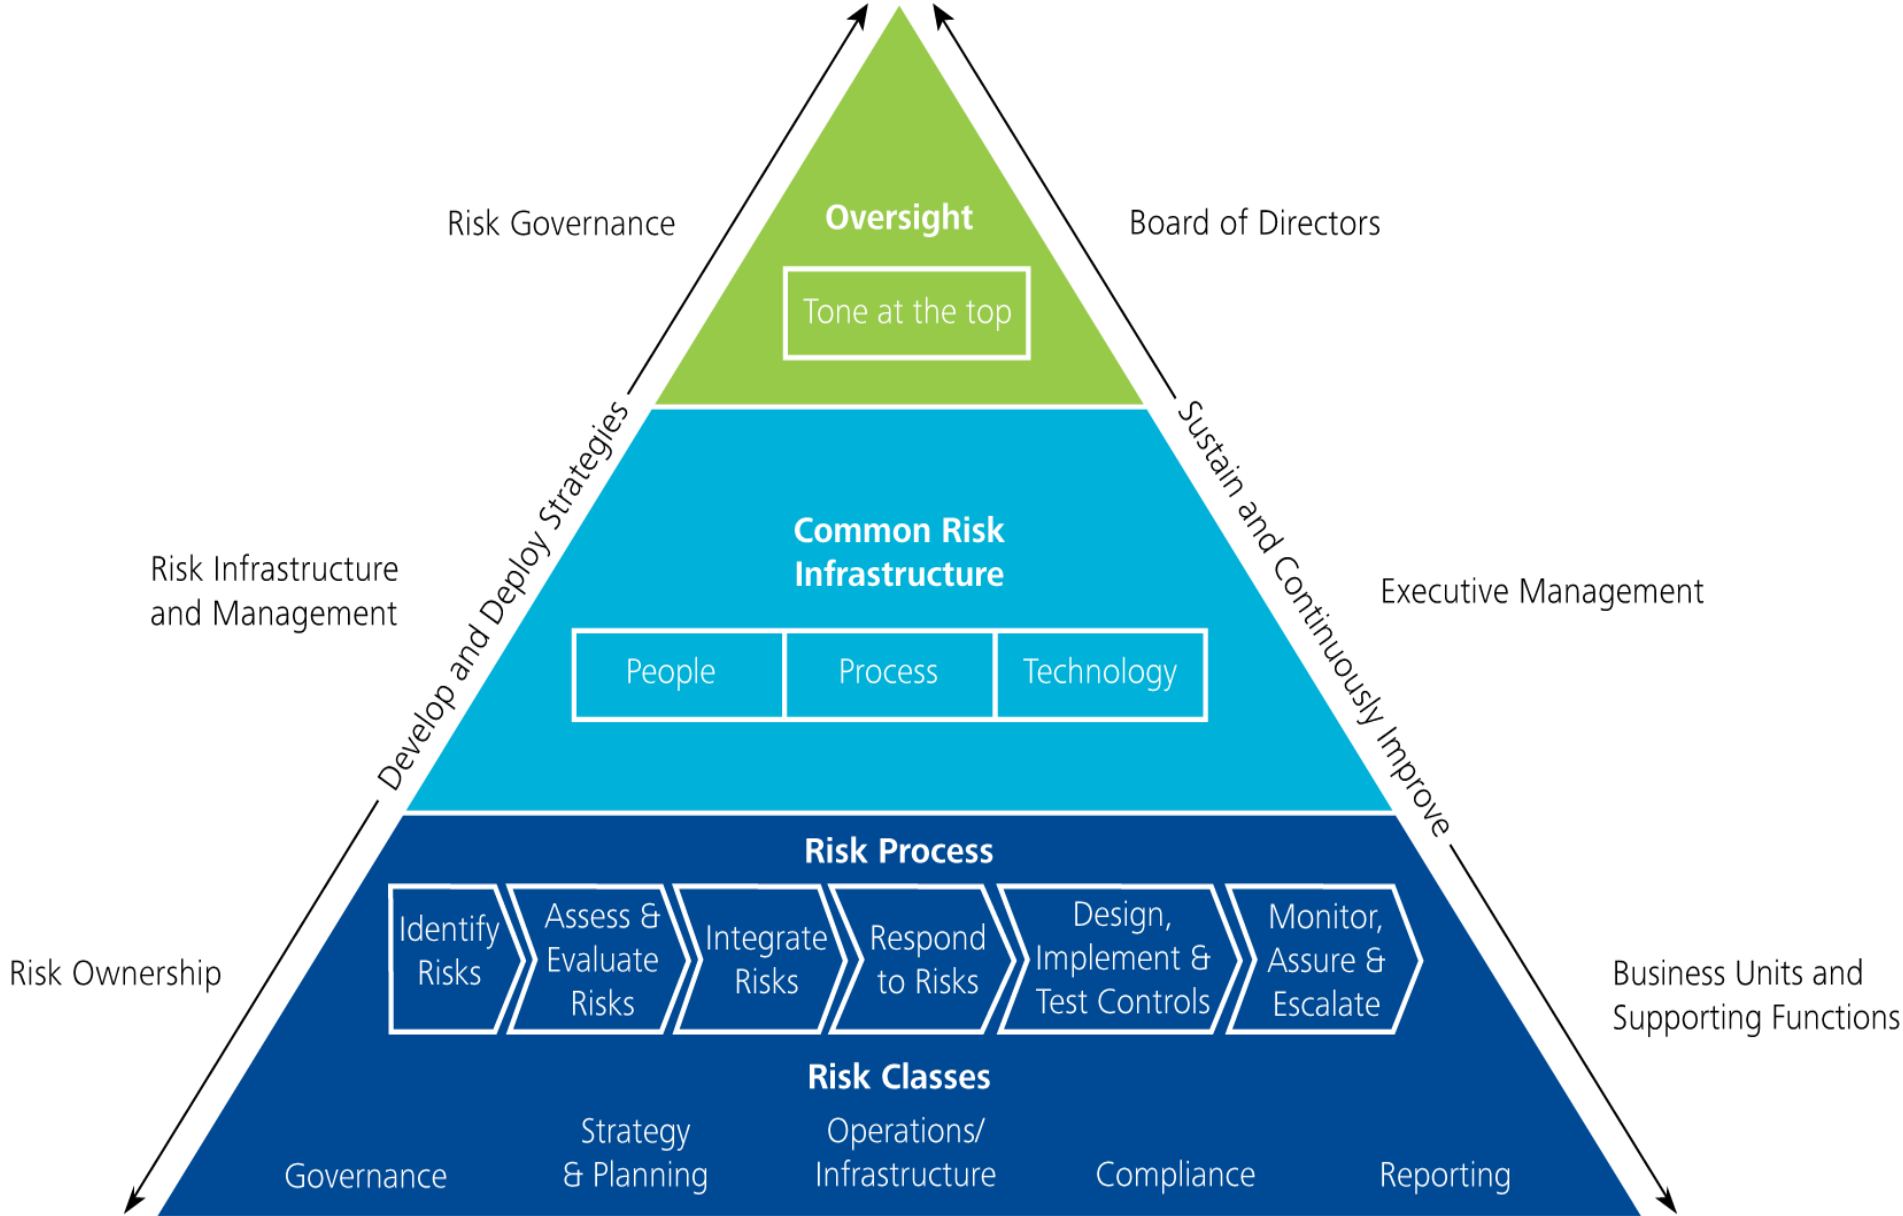 Risk Governance
Oversight
Board of Directors
Tone at the top
Develop and Deploy Strategies
Sustain and Continuously Improve
Risk Infrastructure
and Management
Common Risk
Infrastructure
Executive Management
People
Process
Technology
Risk Process
Risk Ownership
Identify
Risks
Assess &
Evaluate
Risks
Integrate
Risks
Respond
to Risks
Design,
Implement &
Test Controls
Monitor,
Assure &
Escalate
Business Units and
Supporting Functions
Risk Classes
Governance
Strategy
& Planning
Operations/
Infrastructure
Compliance
Reporting